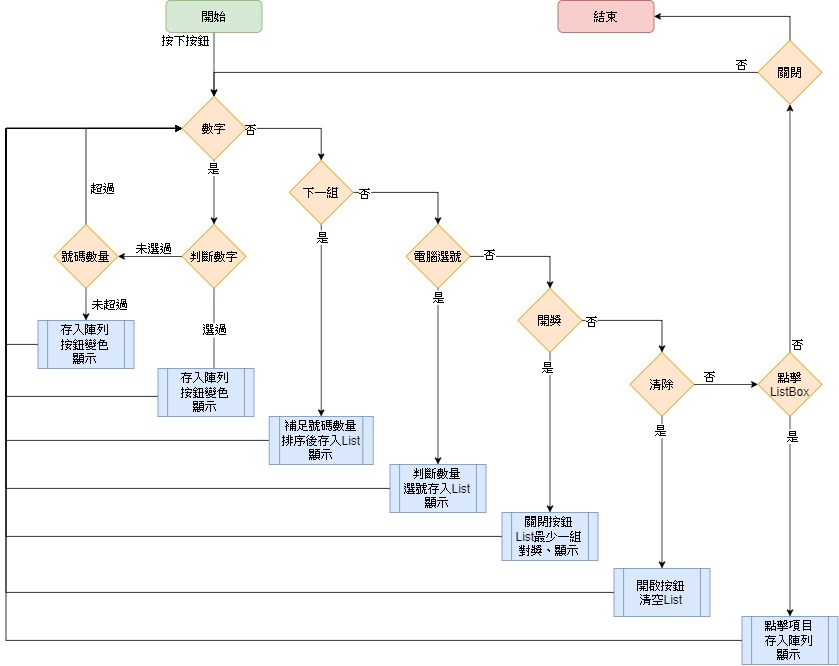 開始
結束
按下按鈕
否
關閉
數字
否
是
下一組
否
超過
是
號碼數量
未選過
判斷數字
電腦選號
否
未超過
選過
是
開獎
否
存入陣列
按鈕變色
顯示
否
存入陣列
按鈕變色
顯示
是
清除
否
點擊
ListBox
補足號碼數量
排序後存入List
顯示
是
是
判斷數量
選號存入List
顯示
關閉按鈕
List最少一組
對獎、顯示
開啟按鈕
清空List
點擊項目
存入陣列
顯示